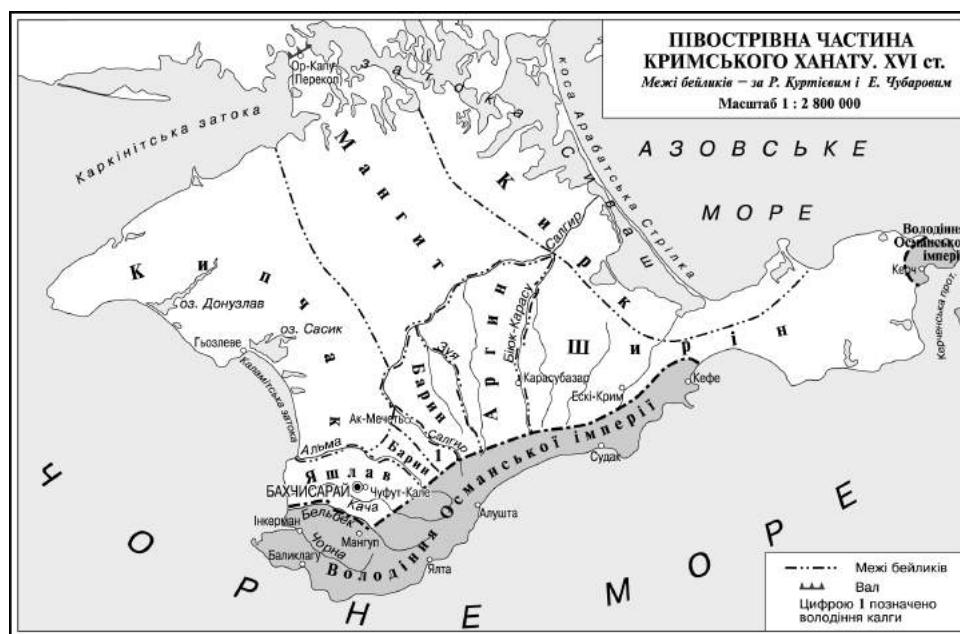 ПІВОСТРІВНА ЧАСТИНА
КРИМСЬКОГО ХАНАТУ. XVI ст.
Межі бейликів – за Р. Куртієвим і Е. Чубаровим
Масштаб 1 : 2 800 000
Ор-Капу
(Перекоп)
затока Сиваш
коса Арабатська Стрілка
Каркінітська затока
АЗОВСЬКЕ
МОРЕ
Мангит
Кирк
Салгир
Володіння
Османської
імперії
Керч
Керченська прот.
Кипчак
оз. Донузлав
оз. Сасик
Гьозлеве
Каламітська затока
Зуя
Барин
Аргин
Біюк-Карасу
Ширін
Карасубазар
Ескі-Крим
Кефе
Ак-Мечеть
Салгир
1
Альма
Барин
Яшлав
БАХЧИСАРАЙ
Чуфут-Кале
Кача
Бельбек
Інкерман
Мангуп
Чорна
Баликлагу
Володіння Османської імперії
Судак
Алушта
Ялта
ЧОРНЕ МОРЕ
Межі бейликів
Вал
Цифрою 1 позначено
володіння калги